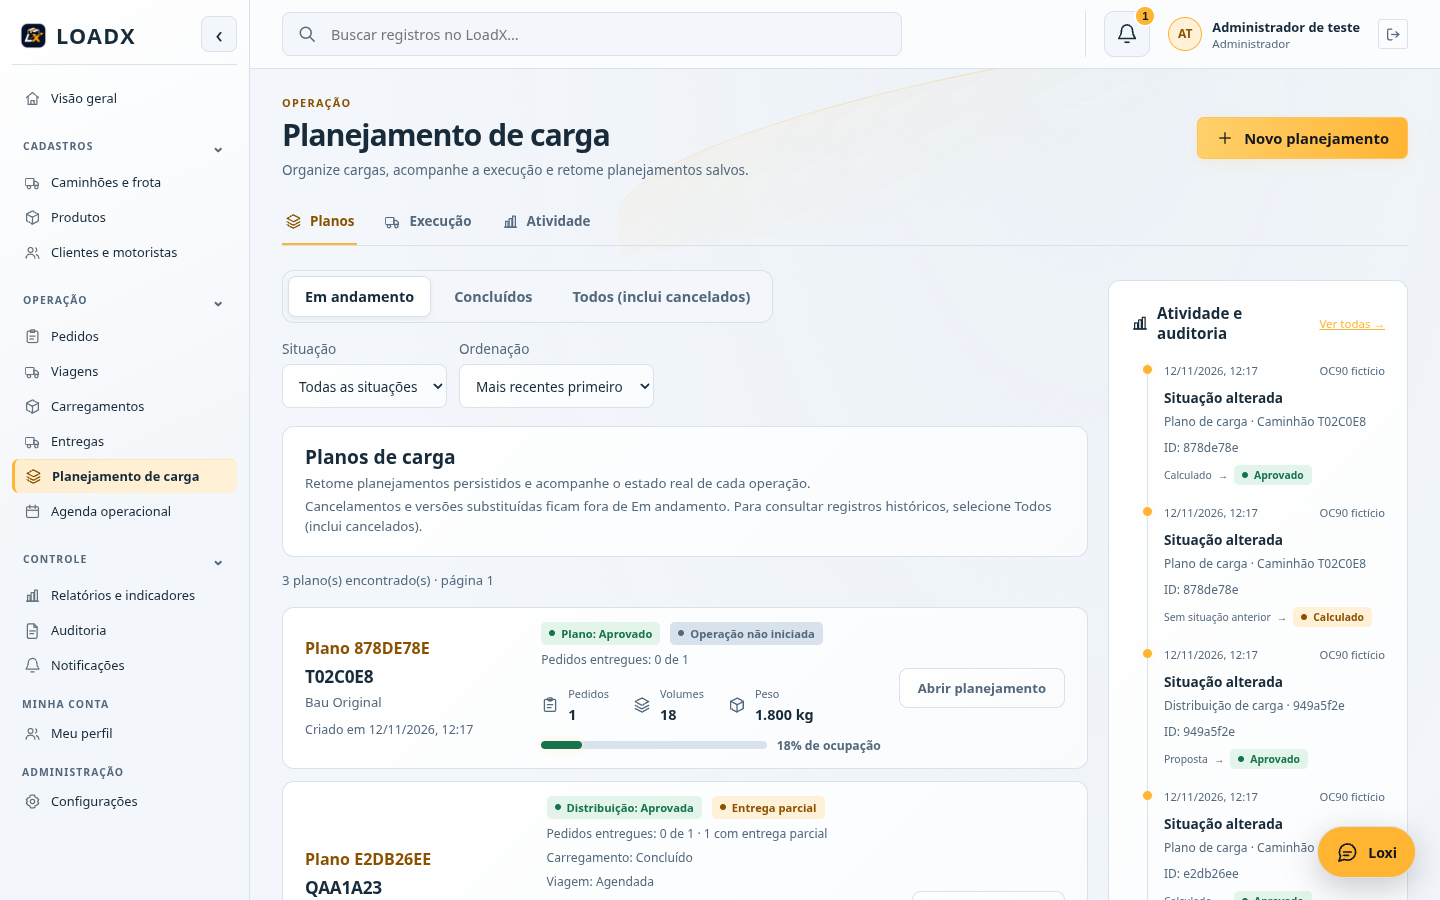 LOADX
Buscar registros no LoadX...
1
AT
Administrador de teste
Administrador
Visão geral
CADASTROS
Caminhões e frota
Produtos
Clientes e motoristas
OPERAÇÃO
Pedidos
Viagens
Carregamentos
Entregas
Planejamento de carga
Agenda operacional
CONTROLE
Relatórios e indicadores
Auditoria
Notificações
MINHA CONTA
Meu perfil
ADMINISTRAÇÃO
Configurações
OPERAÇÃO
Planejamento de carga
Organize cargas, acompanhe a execução e retome planejamentos salvos.
Novo planejamento
Planos
Execução
Atividade
Em andamento
Concluídos
Todos (inclui cancelados)
Situação
Ordenação
Todas as situações
Mais recentes primeiro
Planos de carga
Retome planejamentos persistidos e acompanhe o estado real de cada operação.
Cancelamentos e versões substituídas ficam fora de Em andamento. Para consultar registros históricos, selecione Todos
(inclui cancelados).
3 plano(s) encontrado(s) · página 1
Plano 878DE78E
T02C0E8
Bau Original
Criado em 12/11/2026, 12:17
Plano: Aprovado
Operação não iniciada
Pedidos entregues: 0 de 1
Pedidos
1
Volumes
18
Peso
1.800 kg
18% de ocupação
Abrir planejamento
Plano E2DB26EE
QAA1A23
Distribuição: Aprovada
Entrega parcial
Pedidos entregues: 0 de 1 · 1 com entrega parcial
Carregamento: Concluído
Viagem: Agendada
Atividade e
auditoria
Ver todas →
12/11/2026, 12:17
OC90 fictício
Situação alterada
Plano de carga · Caminhão T02C0E8
ID: 878de78e
Calculado → Aprovado
12/11/2026, 12:17
OC90 fictício
Situação alterada
Plano de carga · Caminhão T02C0E8
ID: 878de78e
Sem situação anterior → Calculado
12/11/2026, 12:17
OC90 fictício
Situação alterada
Distribuição de carga · 949a5f2e
ID: 949a5f2e
Proposta → Aprovado
12/11/2026, 12:17
OC90 fictício
Situação alterada
Plano de carga · Caminhão
ID: e2db26ee
Calculado → Aprovado
Loxi